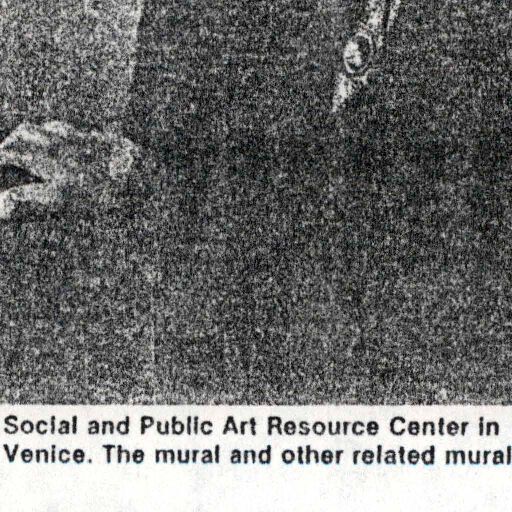 Social and Public Art Resource Center in
Venice. The mural and other related mural